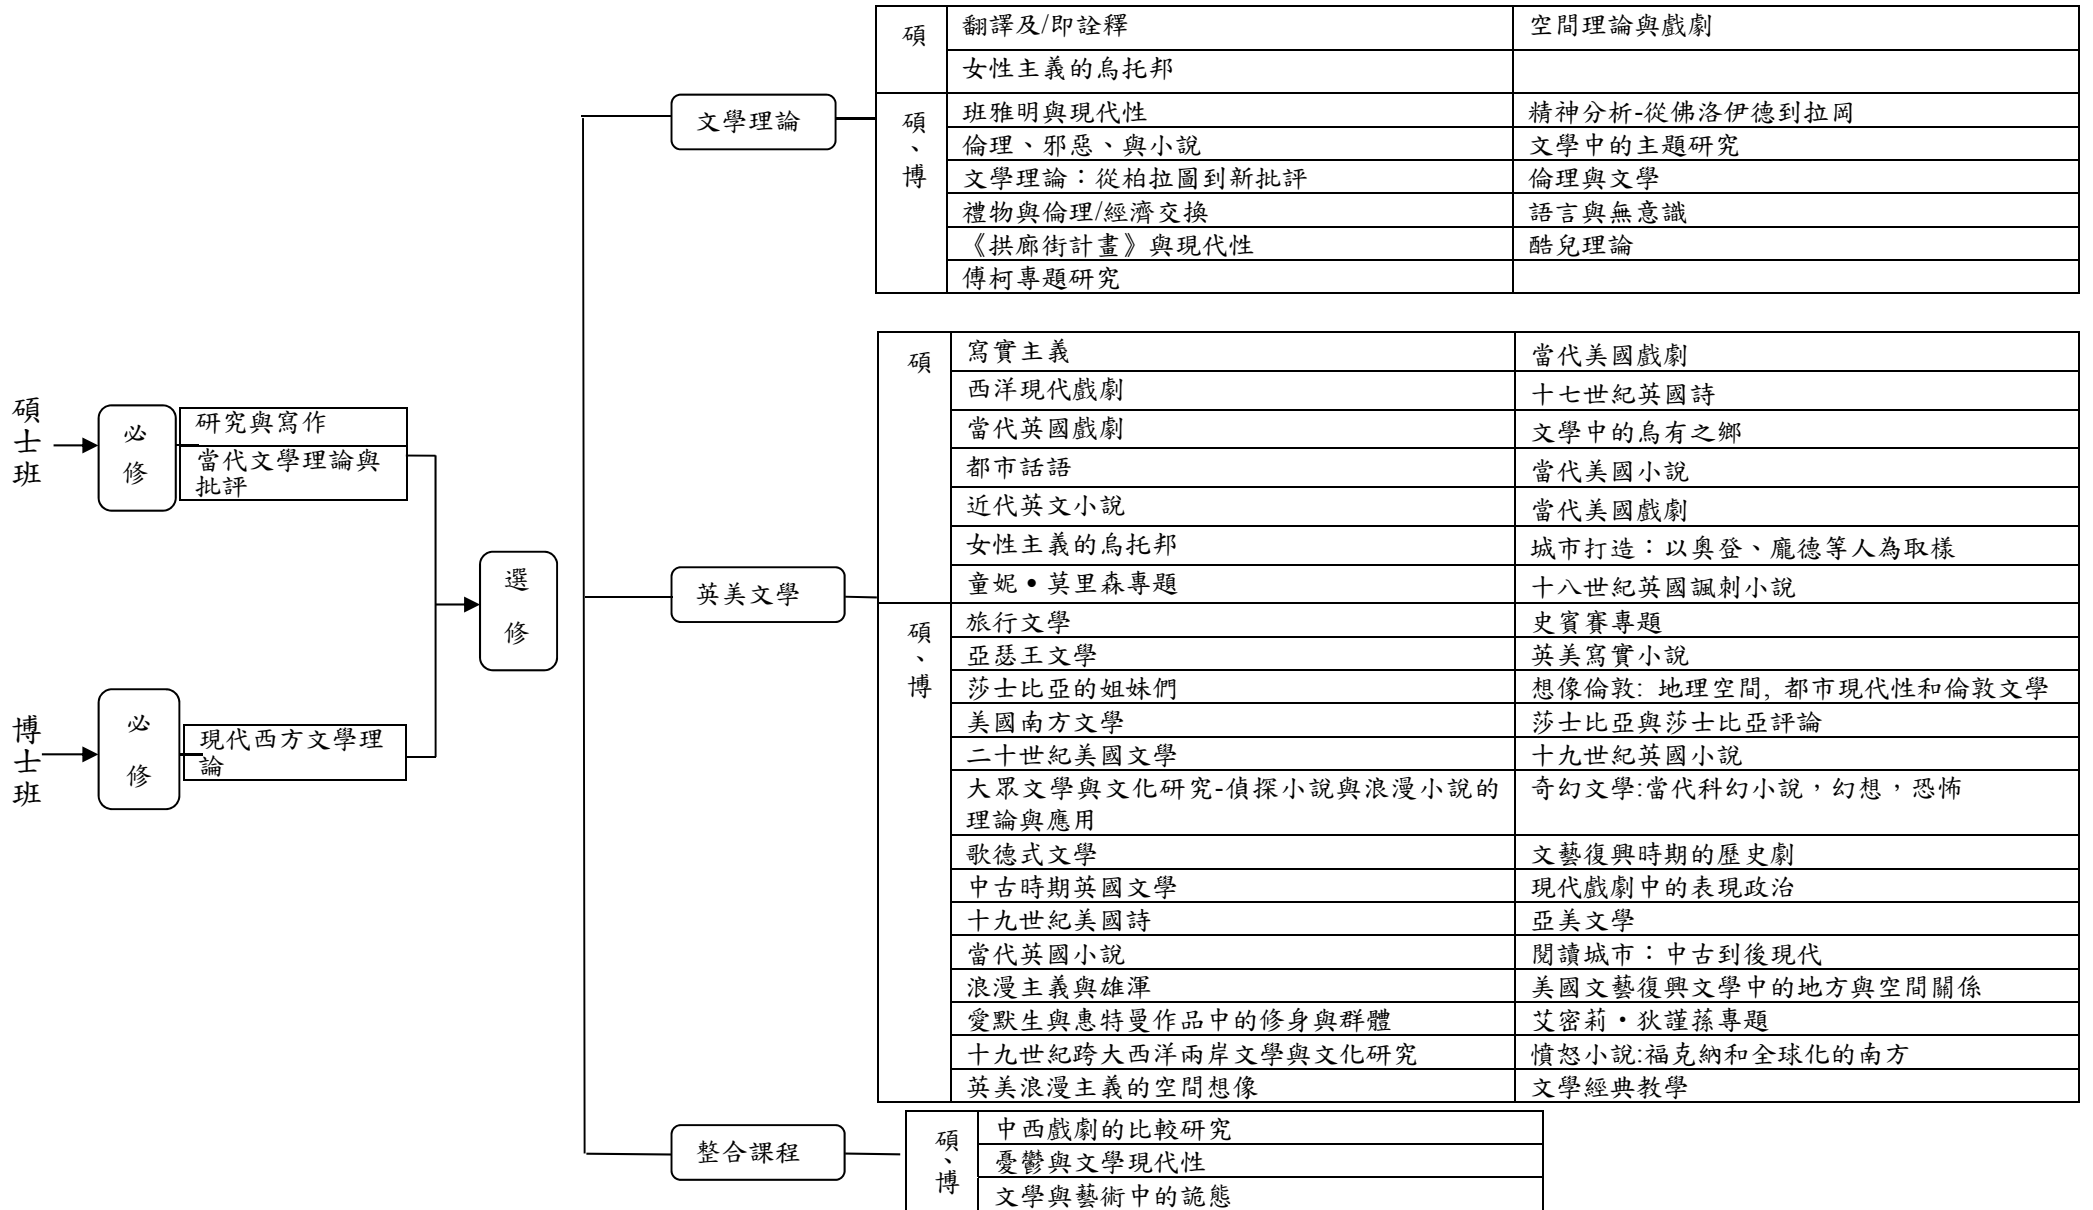 碩士班
必修
研究與寫作
當代文學理論與
批評
博士班
必修
現代西方文學理
論
選修
文學理論
碩
翻譯及/即詮釋
空間理論與戲劇
女性主義的烏托邦
碩、博
班雅明與現代性
精神分析-從佛洛伊德到拉岡
倫理、邪惡、與小說
文學中的主題研究
文學理論：從柏拉圖到新批評
倫理與文學
禮物與倫理/經濟交換
語言與無意識
《拱廊街計畫》與現代性
酷兒理論
傅柯專題研究
英美文學
碩
寫實主義
當代美國戲劇
西洋現代戲劇
十七世紀英國詩
當代英國戲劇
文學中的烏有之鄉
都市話語
當代美國小說
近代英文小說
當代美國戲劇
女性主義的烏托邦
城市打造：以奧登、龐德等人為取樣
童妮•莫里森專題
十八世紀英國諷刺小說
碩、博
旅行文學
史賓賽專題
亞瑟王文學
英美寫實小說
莎士比亞的姐妹們
想像倫敦: 地理空間, 都市現代性和倫敦文學
美國南方文學
莎士比亞與莎士比亞評論
二十世紀美國文學
十九世紀英國小說
大眾文學與文化研究-偵探小說與浪漫小說的
理論與應用
奇幻文學:當代科幻小說，幻想，恐怖
歌德式文學
文藝復興時期的歷史劇
中古時期英國文學
現代戲劇中的表現政治
十九世紀美國詩
亞美文學
當代英國小說
閱讀城市：中古到後現代
浪漫主義與雄渾
美國文藝復興文學中的地方與空間關係
愛默生與惠特曼作品中的修身與群體
艾密莉•狄謹蓀專題
十九世紀跨大西洋兩岸文學與文化研究
憤怒小說:福克納和全球化的南方
英美浪漫主義的空間想像
文學經典教學
整合課程
碩、博
中西戲劇的比較研究
憂鬱與文學現代性
文學與藝術中的詭態